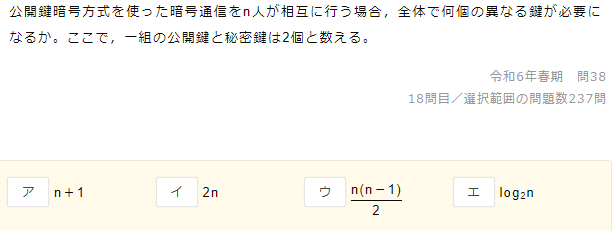 公開鍵暗号方式を使った暗号通信をn人が相互に行う場合，全体で何個の異なる鍵が必要に
なるか。ここで，一組の公開鍵と秘密鍵は2個と数える。
令和6年春期　問38
18問目／選択範囲の問題数237問
ア n＋1 イ 2n ウ n(n－1)/2 エ log₂n